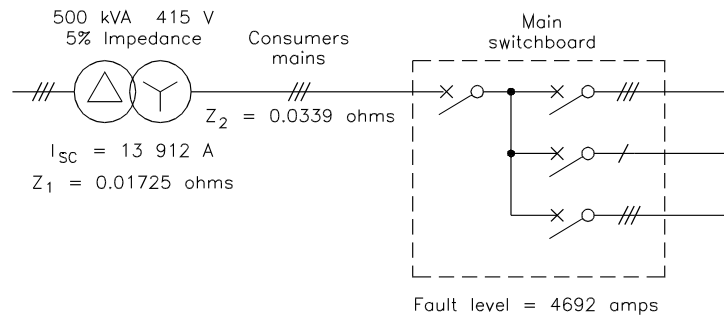 500 kVA 415 V
5% Impedance
Consumers
mains
Main
switchboard
Z₂ = 0.0339 ohms
I_SC = 13 912 A
Z₁ = 0.01725 ohms
Fault level = 4692 amps